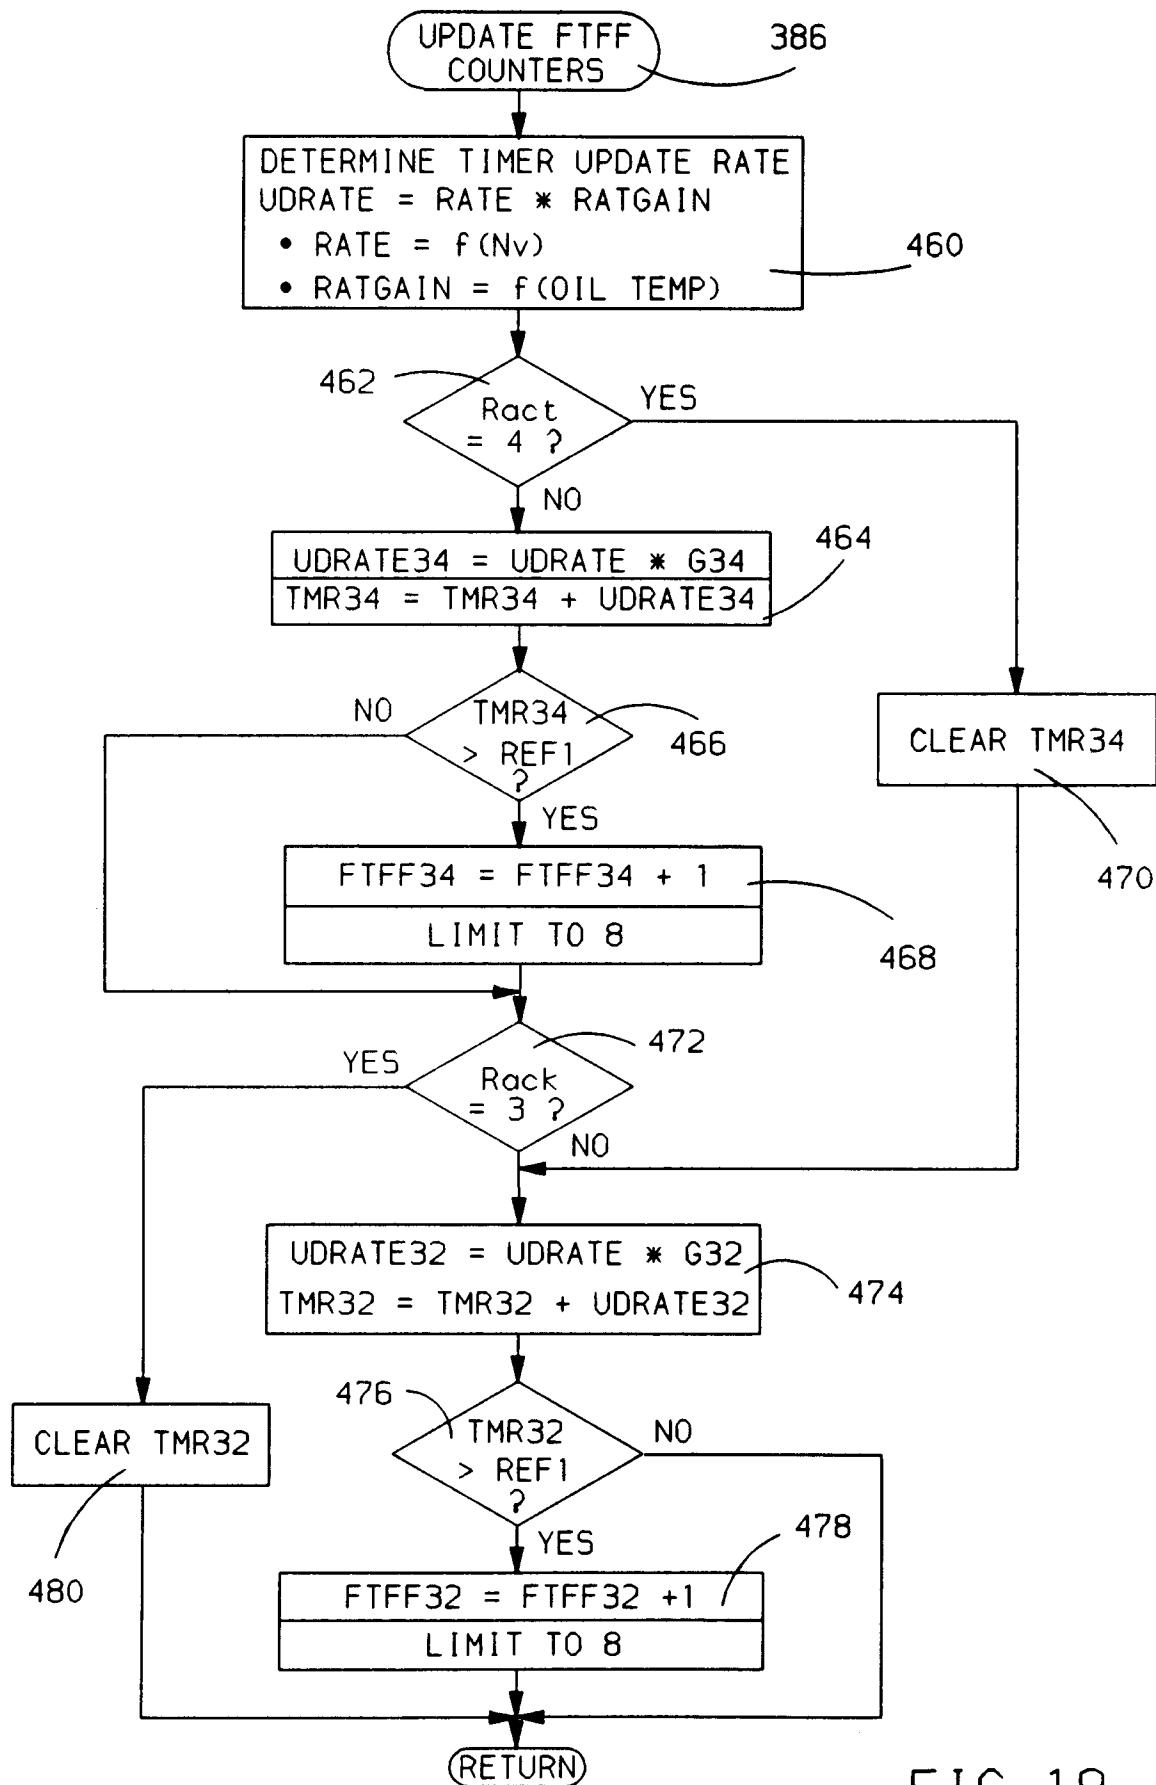 UPDATE FTFF
COUNTERS
386
DETERMINE TIMER UPDATE RATE
UDRATE = RATE * RATGAIN
• RATE = f(Nv)
• RATGAIN = f(OIL TEMP)
460
462
Ract
= 4 ?
YES
NO
UDRATE34 = UDRATE * G34
TMR34 = TMR34 + UDRATE34
464
NO
TMR34
> REF1
?
466
YES
CLEAR TMR34
470
FTFF34 = FTFF34 + 1
LIMIT TO 8
468
YES
Rack
= 3 ?
472
NO
UDRATE32 = UDRATE * G32
TMR32 = TMR32 + UDRATE32
474
476
TMR32
> REF1
?
NO
YES
CLEAR TMR32
480
FTFF32 = FTFF32 +1
LIMIT TO 8
478
RETURN